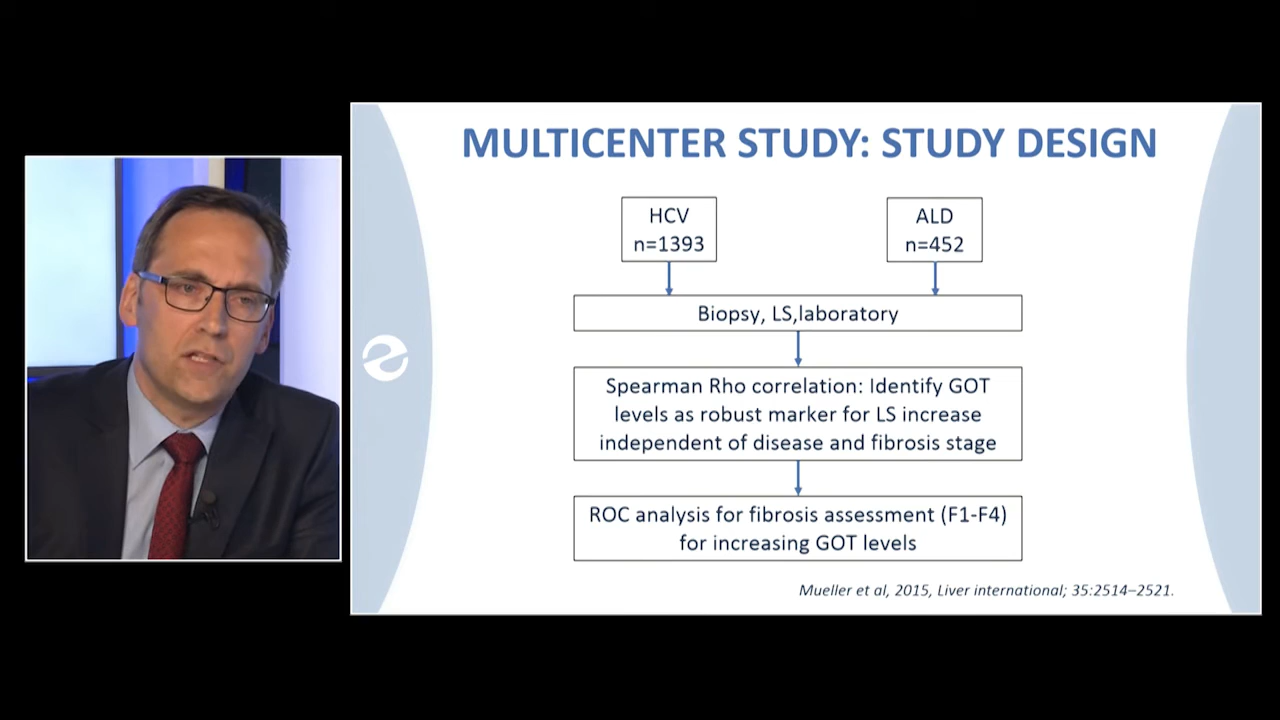 MULTICENTER STUDY: STUDY DESIGN
HCV
n=1393
ALD
n=452
Biopsy, LS,laboratory
Spearman Rho correlation: Identify GOT
levels as robust marker for LS increase
independent of disease and fibrosis stage
ROC analysis for fibrosis assessment (F1-F4)
for increasing GOT levels
Mueller et al, 2015, Liver international; 35:2514–2521.